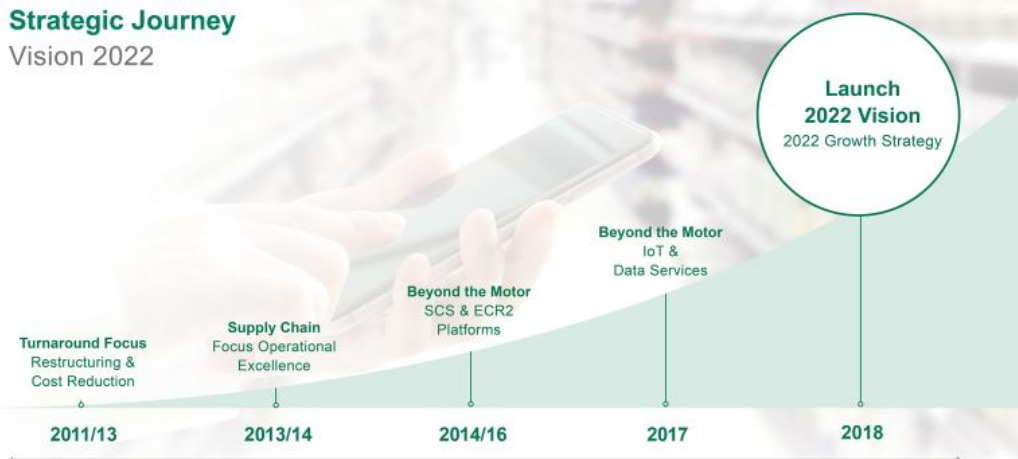 Strategic Journey
Vision 2022
Launch
2022 Vision
2022 Growth Strategy
Beyond the Motor
IoT &
Data Services
Beyond the Motor
SCS & ECR2
Platforms
Supply Chain
Focus Operational
Excellence
Turnaround Focus
Restructuring &
Cost Reduction
2011/13
2013/14
2014/16
2017
2018